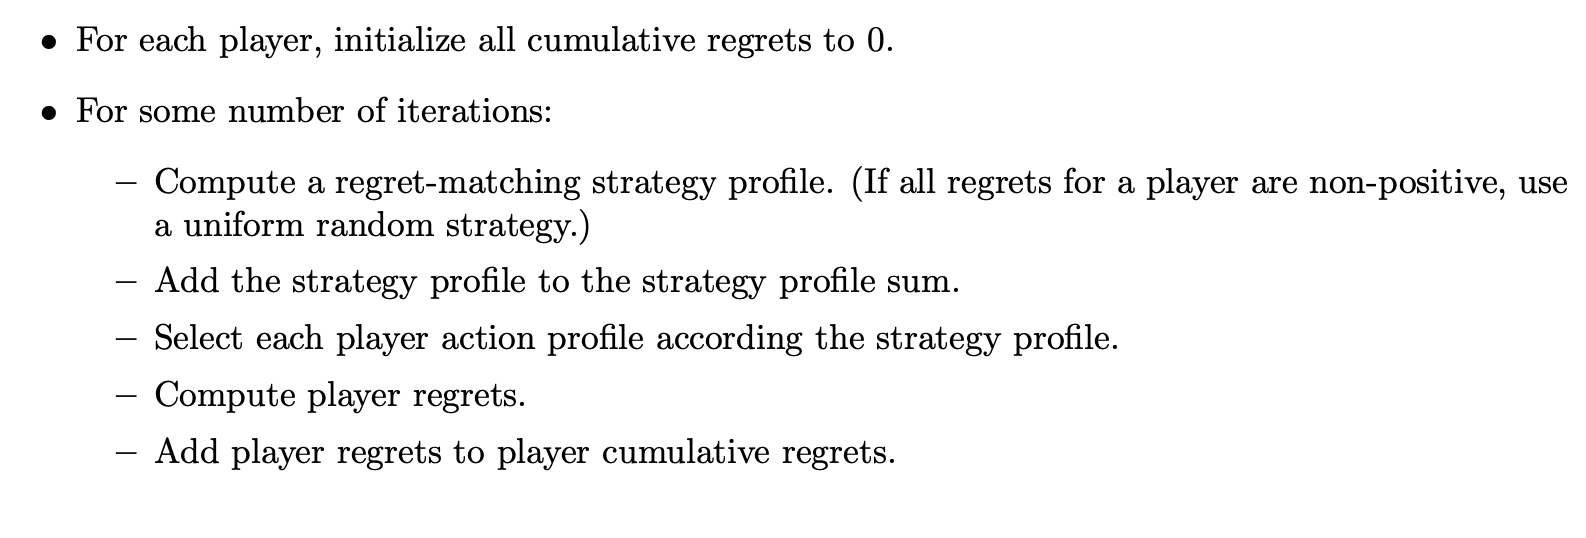 • For each player, initialize all cumulative regrets to 0.
• For some number of iterations:
– Compute a regret-matching strategy profile. (If all regrets for a player are non-positive, use
a uniform random strategy.)
– Add the strategy profile to the strategy profile sum.
– Select each player action profile according the strategy profile.
– Compute player regrets.
– Add player regrets to player cumulative regrets.